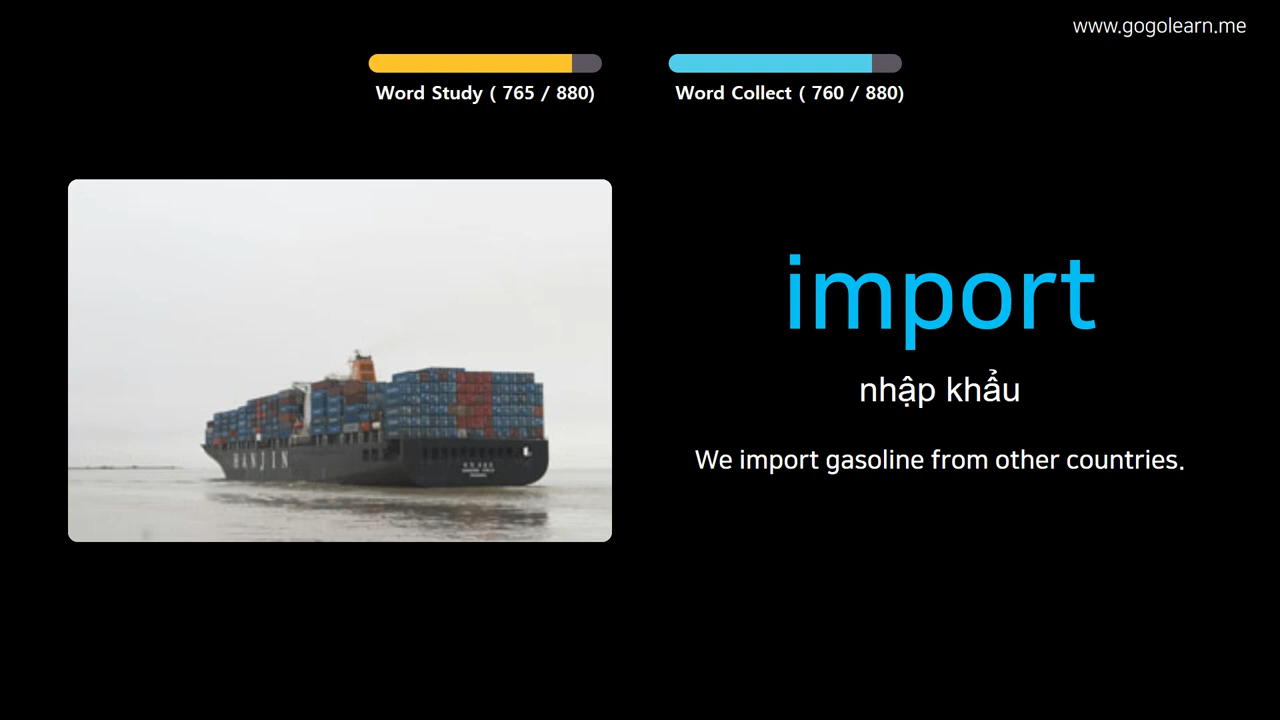 www.gogolearn.me
Word Study ( 765 / 880)
Word Collect ( 760 / 880)
import
nhập khẩu
We import gasoline from other countries.
HANJIN